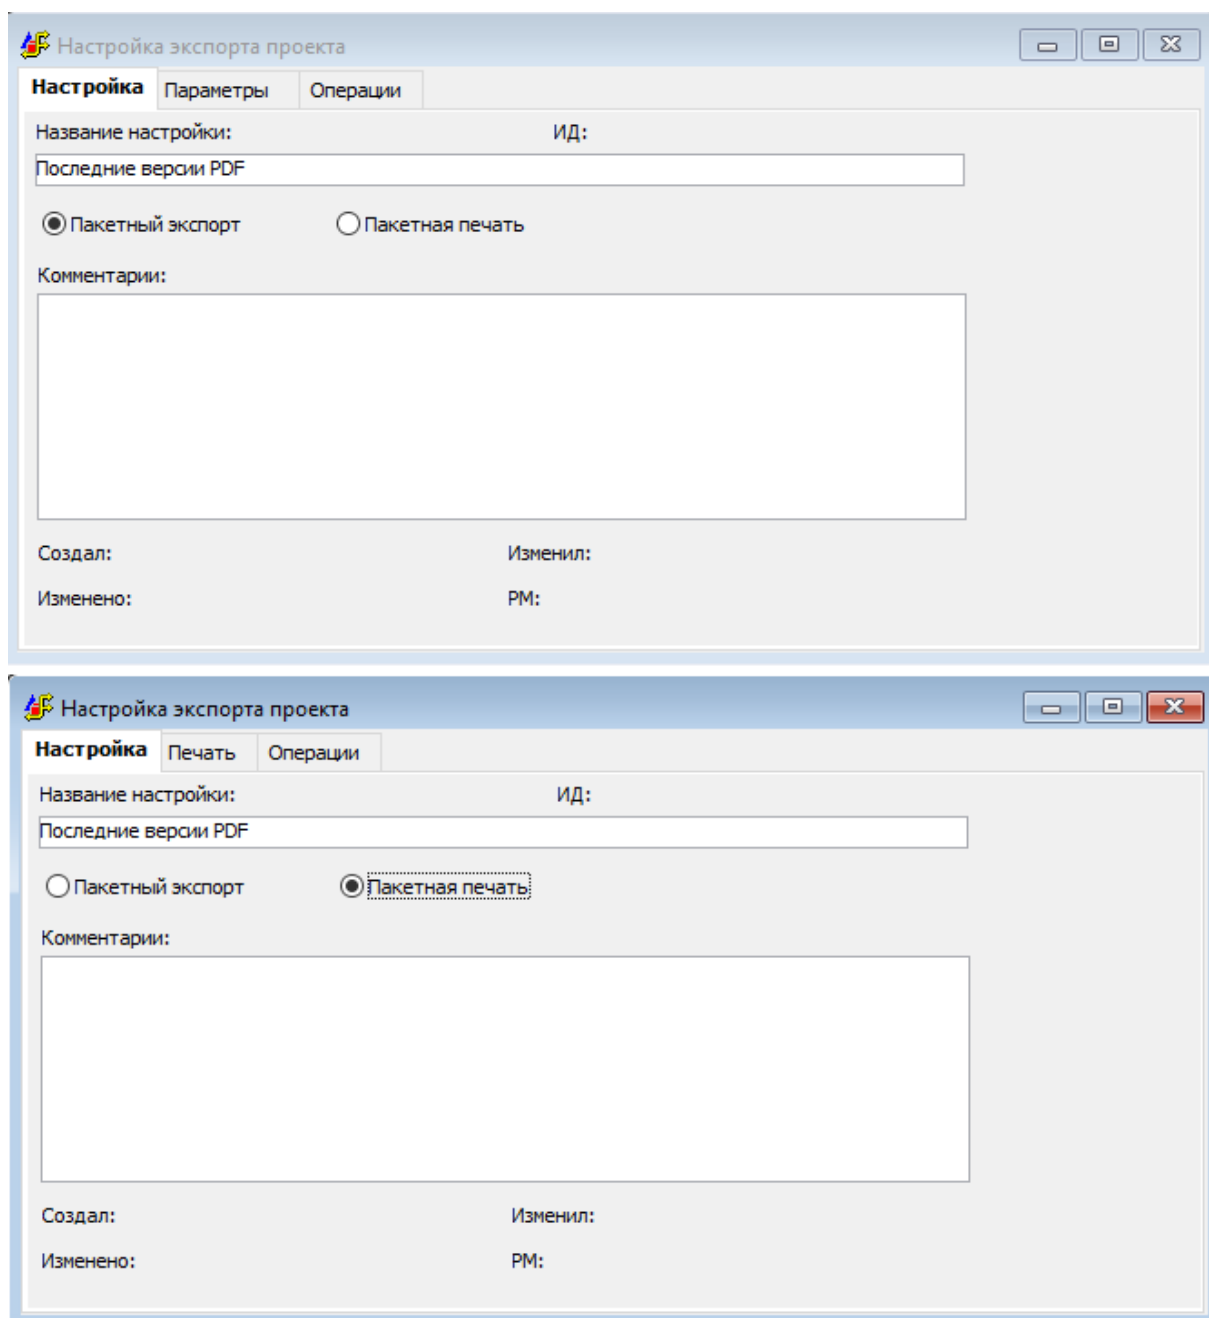 Настройка экспорта проекта
Настройка Параметры Операции
Название настройки: ИД:
Последние версии PDF
Пакетный экспорт Пакетная печать
Комментарии:
Создал: Изменил:
Изменено: РМ:
Настройка экспорта проекта
Настройка Печать Операции
Название настройки: ИД:
Последние версии PDF
Пакетный экспорт Пакетная печать
Комментарии:
Создал: Изменил:
Изменено: РМ: